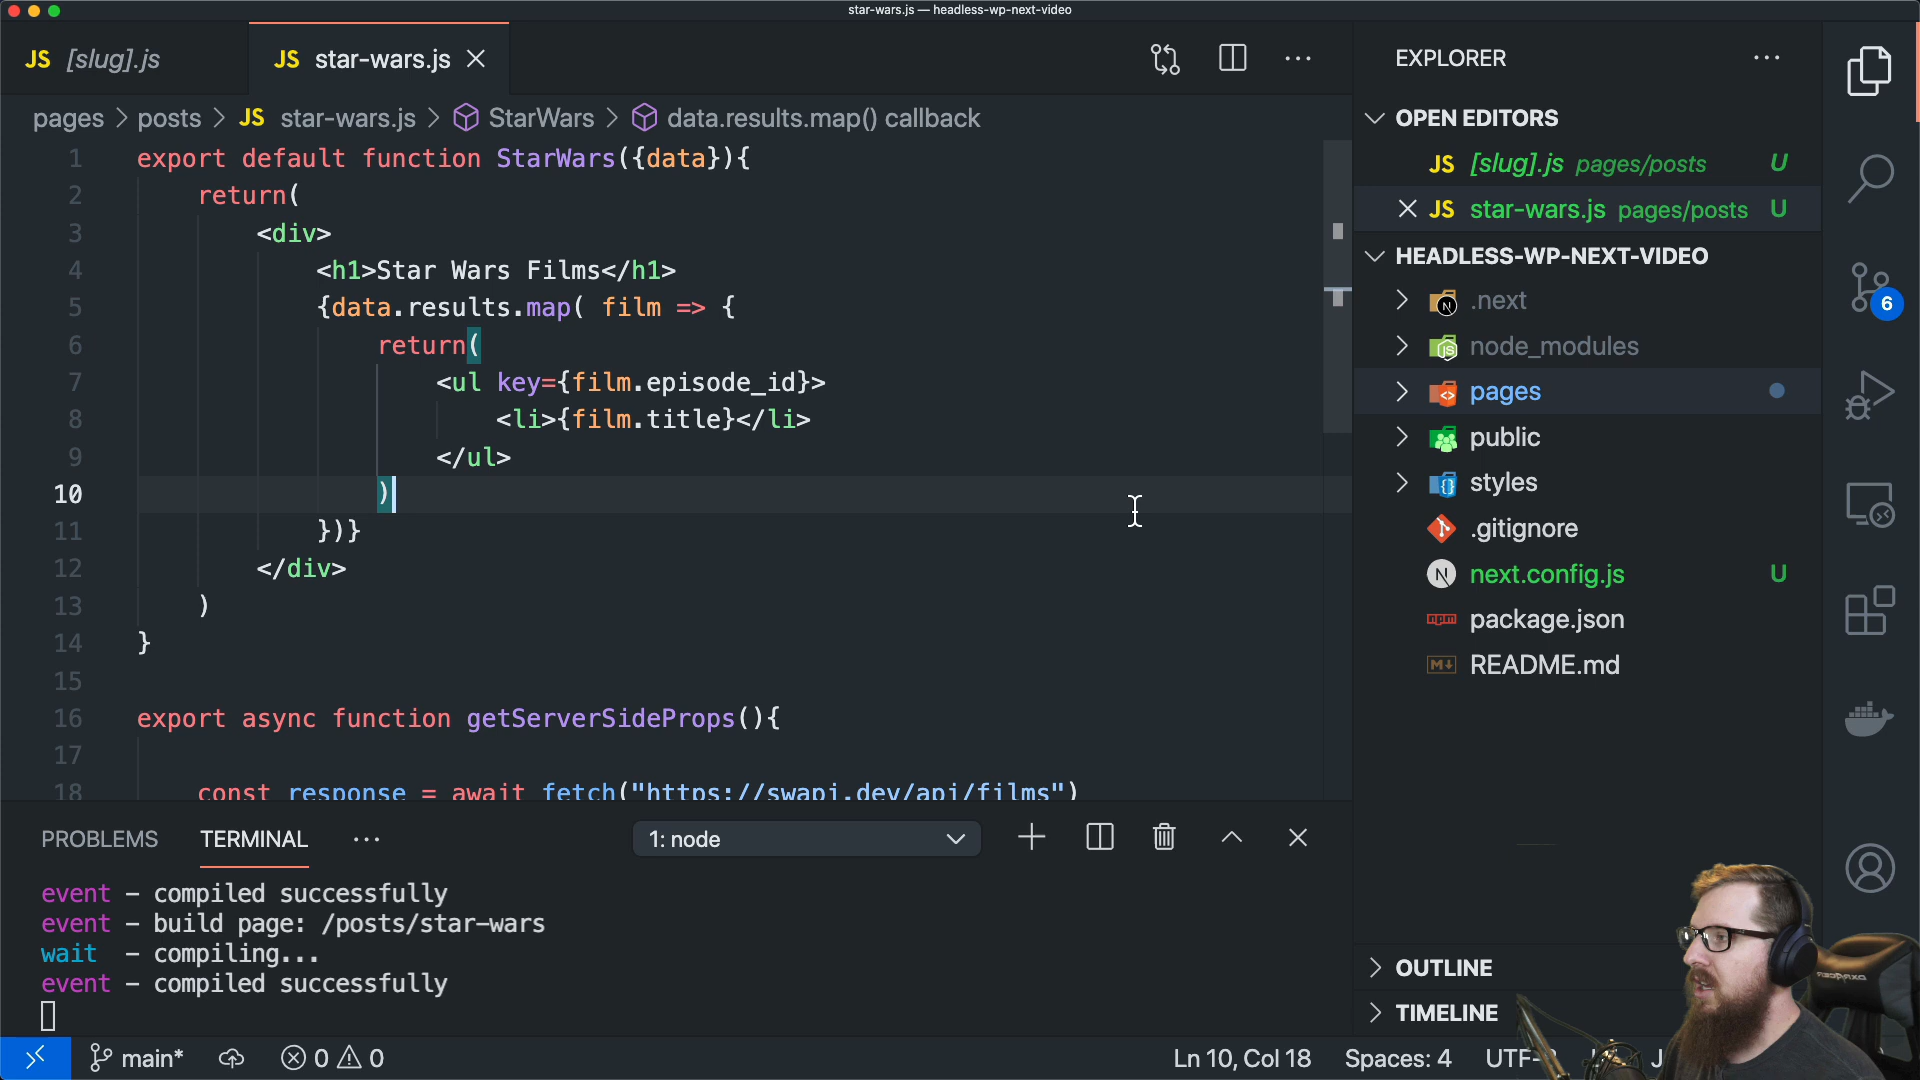 star-wars.js — headless-wp-next-video
JS [slug].js
JS star-wars.js
pages > posts > JS star-wars.js > StarWars > data.results.map() callback
1 export default function StarWars({data}){
2 return(
3 <div>
4 <h1>Star Wars Films</h1>
5 {data.results.map( film => {
6 return(
7 <ul key={film.episode_id}>
8 <li>{film.title}</li>
9 </ul>
10 )
11 })}
12 </div>
13 )
14 }
15
16 export async function getServerSideProps(){
17
18 const response = await fetch("https://swapi.dev/api/films")
PROBLEMS TERMINAL ...
1: node
event - compiled successfully
event - build page: /posts/star-wars
wait - compiling...
event - compiled successfully
main* 0 0 Ln 10, Col 18 Spaces: 4 UTF-
EXPLORER
OPEN EDITORS
JS [slug].js pages/posts U
JS star-wars.js pages/posts U
HEADLESS-WP-NEXT-VIDEO
.next
node_modules
pages
public
styles
.gitignore
next.config.js U
package.json
README.md
OUTLINE
TIMELINE
6